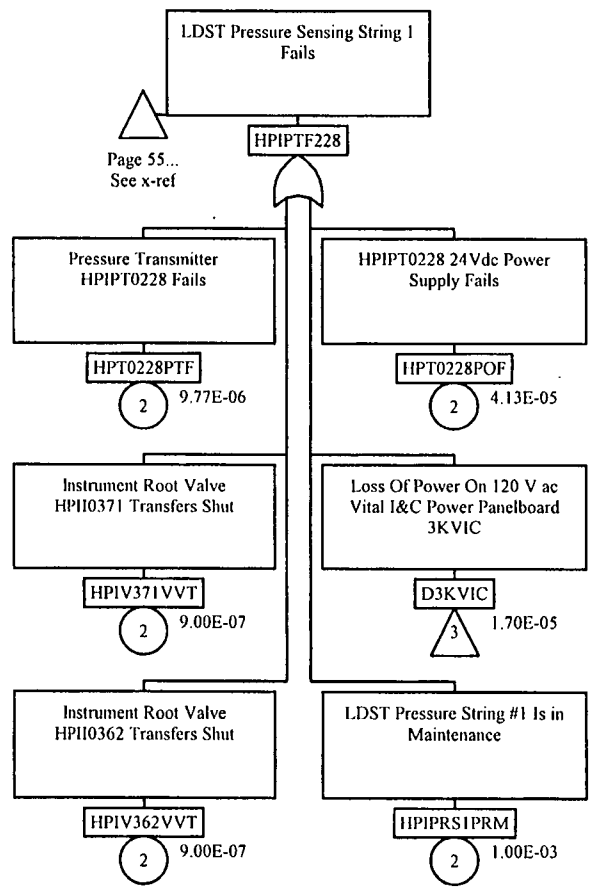 LDST Pressure Sensing String 1
Fails
HPIPTF228
Page 55...
See x-ref
Pressure Transmitter
HPIPT0228 Fails
HPT0228PTF
2
9.77E-06
HPIPT0228 24Vdc Power
Supply Fails
HPT0228POF
2
4.13E-05
Instrument Root Valve
HPII0371 Transfers Shut
HPIV371VVT
2
9.00E-07
Loss Of Power On 120 V ac
Vital I&C Power Panelboard
3KVIC
D3KVIC
3
1.70E-05
Instrument Root Valve
HPII0362 Transfers Shut
HPIV362VVT
2
9.00E-07
LDST Pressure String #1 Is in
Maintenance
HPIPRS1PRM
2
1.00E-03